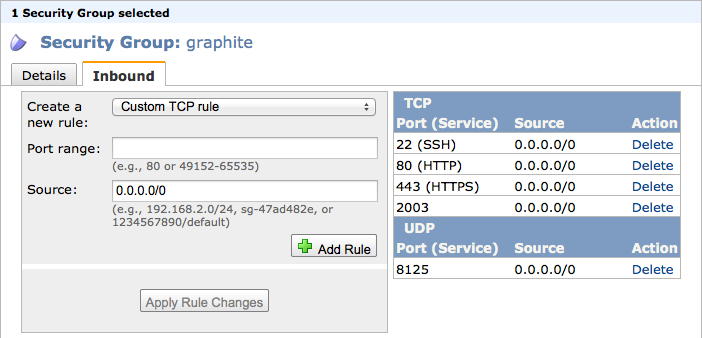 1 Security Group selected
Security Group: graphite
Details
Inbound
Create a new rule:
Custom TCP rule
Port range:
(e.g., 80 or 49152-65535)
Source:
0.0.0.0/0
(e.g., 192.168.2.0/24, sg-47ad482e, or
1234567890/default)
Add Rule
Apply Rule Changes
TCP
Port (Service) Source Action
22 (SSH) 0.0.0.0/0 Delete
80 (HTTP) 0.0.0.0/0 Delete
443 (HTTPS) 0.0.0.0/0 Delete
2003 0.0.0.0/0 Delete
UDP
Port (Service) Source Action
8125 0.0.0.0/0 Delete